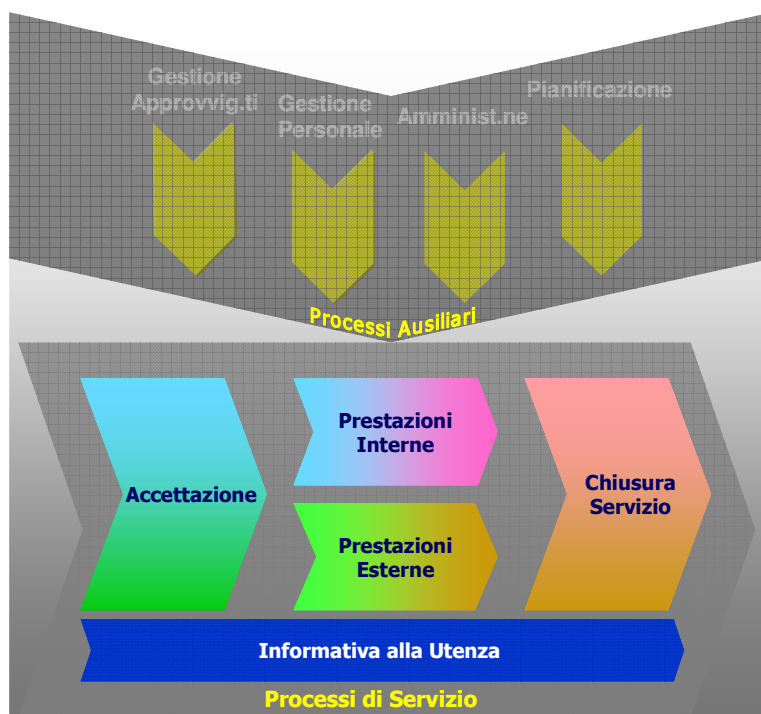 Gestione
Approvvig.ti
Gestione
Personale
Amminist.ne
Pianificazione
Processi Ausiliari
Accettazione
Prestazioni
Interne
Prestazioni
Esterne
Chiusura
Servizio
Informativa alla Utenza
Processi di Servizio